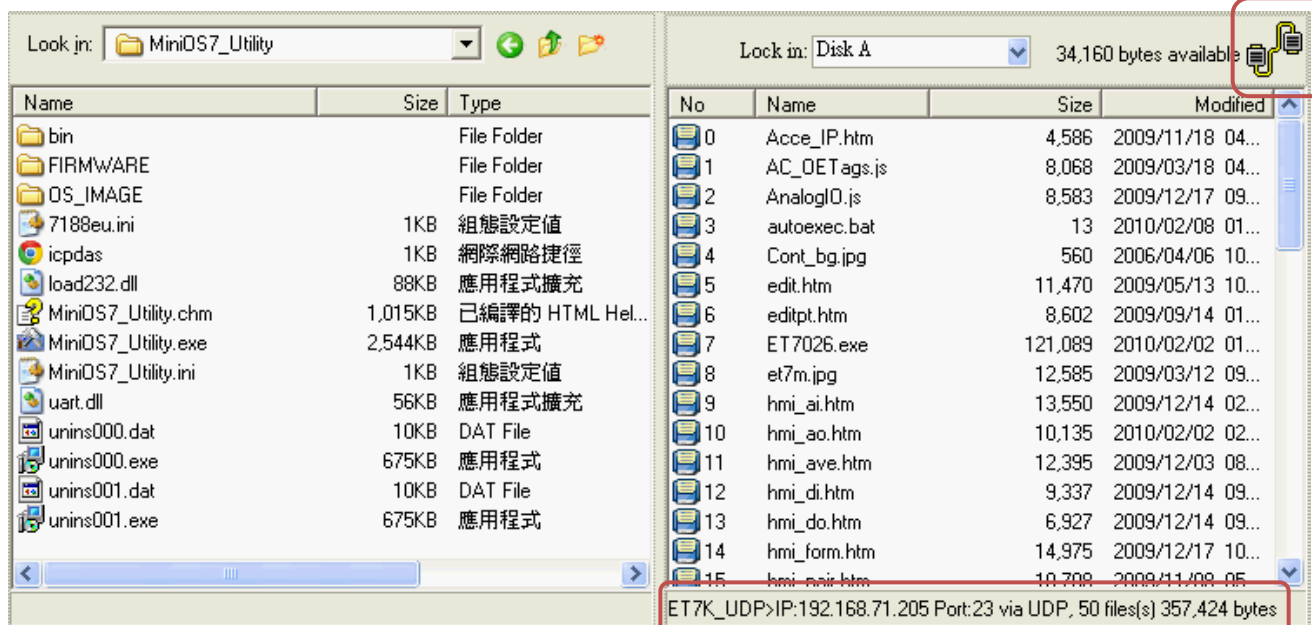 Look in: MiniOS7_Utility
Name Size Type
bin File Folder
FIRMWARE File Folder
OS_IMAGE File Folder
7188eu.ini 1KB 組態設定值
icpdas 1KB 網際網路捷徑
load232.dll 88KB 應用程式擴充
MiniOS7_Utility.chm 1,015KB 已編譯的 HTML Hel...
MiniOS7_Utility.exe 2,544KB 應用程式
MiniOS7_Utility.ini 1KB 組態設定值
uart.dll 56KB 應用程式擴充
unins000.dat 10KB DAT File
unins000.exe 675KB 應用程式
unins001.dat 10KB DAT File
unins001.exe 675KB 應用程式
Lock in: Disk A 34,160 bytes available
No Name Size Modified
0 Acce_IP.htm 4,586 2009/11/18 04...
1 AC_OETags.js 8,068 2009/03/18 04...
2 AnalogIO.js 8,583 2009/12/17 09...
3 autoexec.bat 13 2010/02/08 01...
4 Cont_bg.jpg 560 2006/04/06 10...
5 edit.htm 11,470 2009/05/13 10...
6 editpt.htm 8,602 2009/09/14 01...
7 ET7026.exe 121,089 2010/02/02 01...
8 et7m.jpg 12,585 2009/03/12 09...
9 hmi_ai.htm 13,550 2009/12/14 02...
10 hmi_ao.htm 10,135 2010/02/02 02...
11 hmi_ave.htm 12,395 2009/12/03 08...
12 hmi_di.htm 9,337 2009/12/14 09...
13 hmi_do.htm 6,927 2009/12/14 09...
14 hmi_form.htm 14,975 2009/12/17 10...
15 hmi_pair.htm 10,708 2009/11/09 05...
ET7K_UDP>IP:192.168.71.205 Port:23 via UDP, 50 files(s) 357,424 bytes